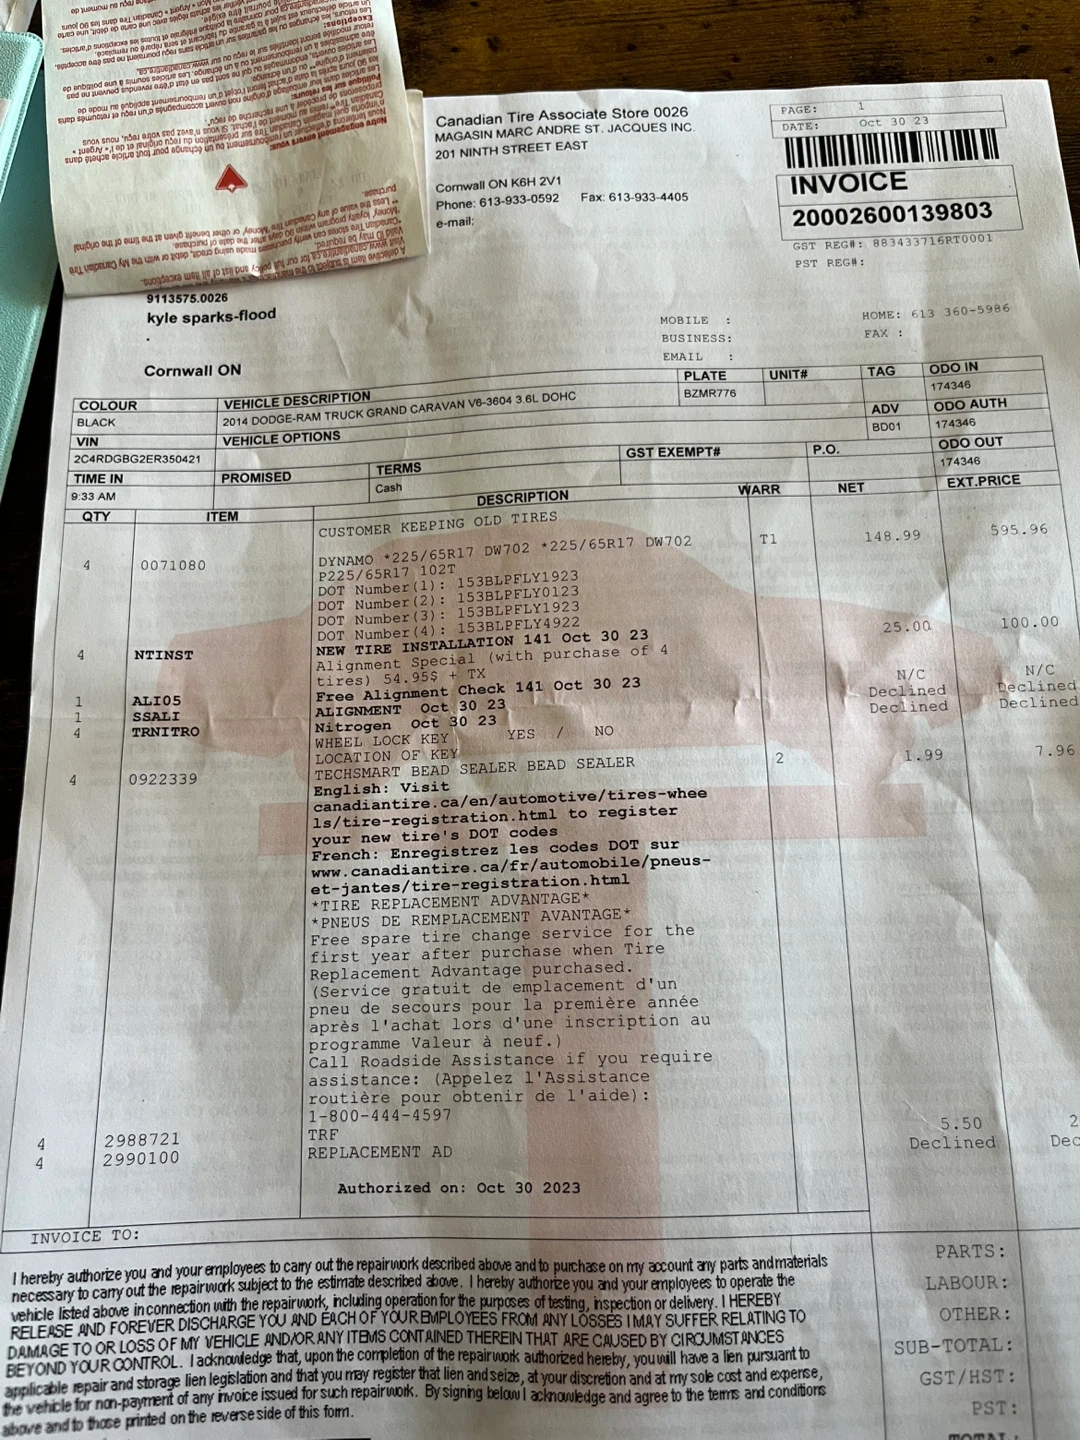 Canadian Tire Associate Store 0026
MAGASIN MARC ANDRE ST. JACQUES INC.
201 NINTH STREET EAST
Cornwall ON K6H 2V1
Phone: 613-933-0592 Fax: 613-933-4405
e-mail:
PAGE: 1
DATE: Oct 30 23
INVOICE
20002600139803
GST REG#: 883433716RT0001
PST REG#:
9113575.0026
kyle sparks-flood
.
Cornwall ON
MOBILE :
BUSINESS:
EMAIL :
HOME: 613 360-5986
FAX :
COLOUR VEHICLE DESCRIPTION PLATE UNIT# TAG ODO IN
BLACK 2014 DODGE-RAM TRUCK GRAND CARAVAN V6-3604 3.6L DOHC BZMR776 174346
VIN VEHICLE OPTIONS ADV ODO AUTH
2C4RDGBG2ER350421 BD01 174346
TIME IN PROMISED TERMS GST EXEMPT# P.O. ODO OUT
9:33 AM Cash 174346
QTY ITEM DESCRIPTION WARR NET EXT.PRICE
CUSTOMER KEEPING OLD TIRES
4 0071080 DYNAMO *225/65R17 DW702 *225/65R17 DW702 T1 148.99 595.96
P225/65R17 102T
DOT Number(1): 153BLPFLY1923
DOT Number(2): 153BLPFLY0123
DOT Number(3): 153BLPFLY1923
DOT Number(4): 153BLPFLY4922
4 NTINST NEW TIRE INSTALLATION 141 Oct 30 23 25.00 100.00
Alignment Special (with purchase of 4
tires) 54.95$ + TX
1 ALI05 Free Alignment Check 141 Oct 30 23 N/C N/C
1 SSALI ALIGNMENT Oct 30 23 Declined Declined
4 TRNITRO Nitrogen Oct 30 23 Declined Declined
WHEEL LOCK KEY YES / NO
LOCATION OF KEY
4 0922339 TECHSMART BEAD SEALER BEAD SEALER 2 1.99 7.96
English: Visit
canadiantire.ca/en/automotive/tires-whee
ls/tire-registration.html to register
your new tire's DOT codes
French: Enregistrez les codes DOT sur
www.canadiantire.ca/fr/automobile/pneus-
et-jantes/tire-registration.html
*TIRE REPLACEMENT ADVANTAGE*
*PNEUS DE REMPLACEMENT AVANTAGE*
Free spare tire change service for the
first year after purchase when Tire
Replacement Advantage purchased.
(Service gratuit de emplacement d'un
pneu de secours pour la première année
après l'achat lors d'une inscription au
programme Valeur à neuf.)
Call Roadside Assistance if you require
assistance: (Appelez l'Assistance
routière pour obtenir de l'aide):
1-800-444-4597
4 2988721 TRF 5.50 2
4 2990100 REPLACEMENT AD Declined Dec
Authorized on: Oct 30 2023
INVOICE TO:
I hereby authorize you and your employees to carry out the repairwork described above and to purchase on my account any parts and materials
necessary to carry out the repairwork subject to the estimate described above. I hereby authorize you and your employees to operate the
vehicle listed above in connection with the repairwork, including operation for the purposes of testing, inspection or delivery. I HEREBY
RELEASE AND FOREVER DISCHARGE YOU AND EACH OF YOUR EMPLOYEES FROM ANY LOSSES I MAY SUFFER RELATING TO
DAMAGE TO OR LOSS OF MY VEHICLE AND/OR ANY ITEMS CONTAINED THEREIN THAT ARE CAUSED BY CIRCUMSTANCES
BEYOND YOUR CONTROL. I acknowledge that, upon the completion of the repairwork authorized hereby, you will have a lien pursuant to
applicable repair and storage lien legislation and that you may register that lien and seize, at your discretion and at my sole cost and expense,
the vehicle for non-payment of any invoice issued for such repairwork. By signing below I acknowledge and agree to the terms and conditions
above and to those printed on the reverse side of this form.
PARTS:
LABOUR:
OTHER:
SUB-TOTAL:
GST/HST:
PST:
TOTAL: